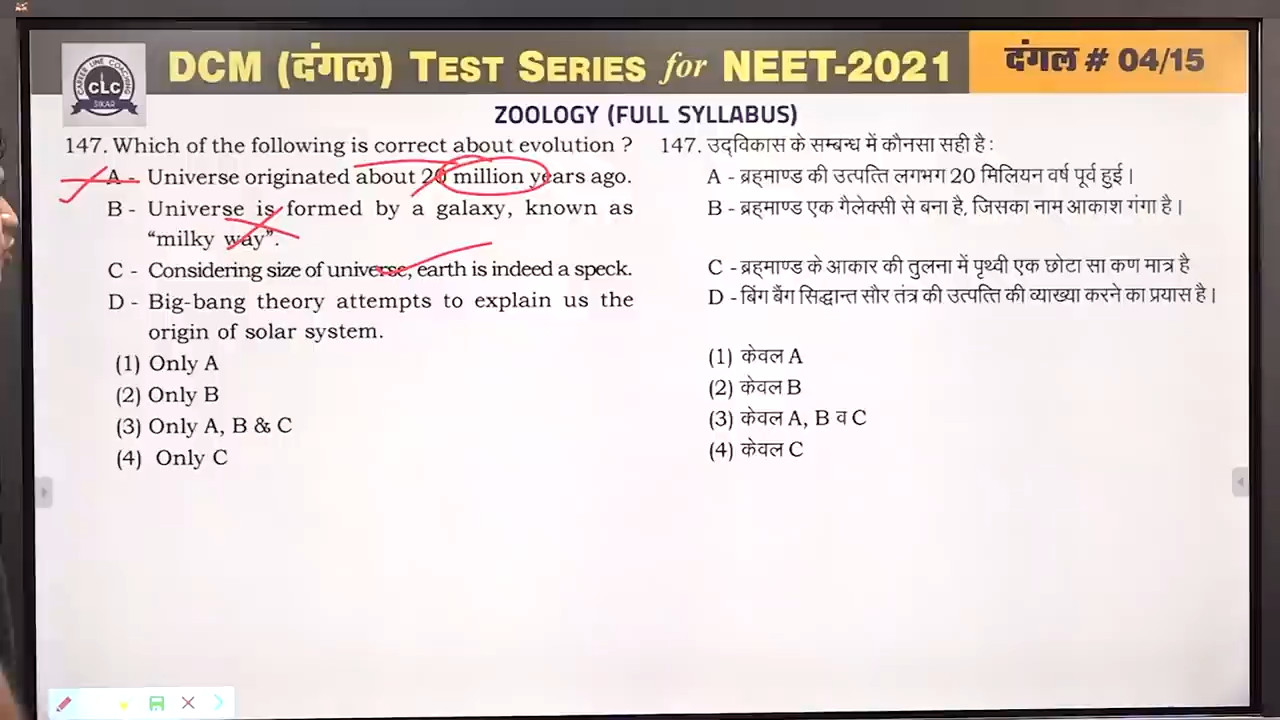 CAREER LINE COACHING
CLC
SIKAR
DCM (दंगल) TEST SERIES for NEET-2021
दंगल # 04/15
ZOOLOGY (FULL SYLLABUS)
147. Which of the following is correct about evolution ?
A - Universe originated about 20 million years ago.
B - Universe is formed by a galaxy, known as
“milky way”.
C - Considering size of universe, earth is indeed a speck.
D - Big-bang theory attempts to explain us the
origin of solar system.
(1) Only A
(2) Only B
(3) Only A, B & C
(4) Only C
147. उद्विकास के सम्बन्ध में कौनसा सही है :
A - ब्रह्माण्ड की उत्पत्ति लगभग 20 मिलियन वर्ष पूर्व हुई।
B - ब्रह्माण्ड एक गैलेक्सी से बना है, जिसका नाम आकाश गंगा है।
C - ब्रह्माण्ड के आकार की तुलना में पृथ्वी एक छोटा सा कण मात्र है
D - बिंग बैंग सिद्धान्त सौर तंत्र की उत्पत्ति की व्याख्या करने का प्रयास है।
(1) केवल A
(2) केवल B
(3) केवल A, B व C
(4) केवल C